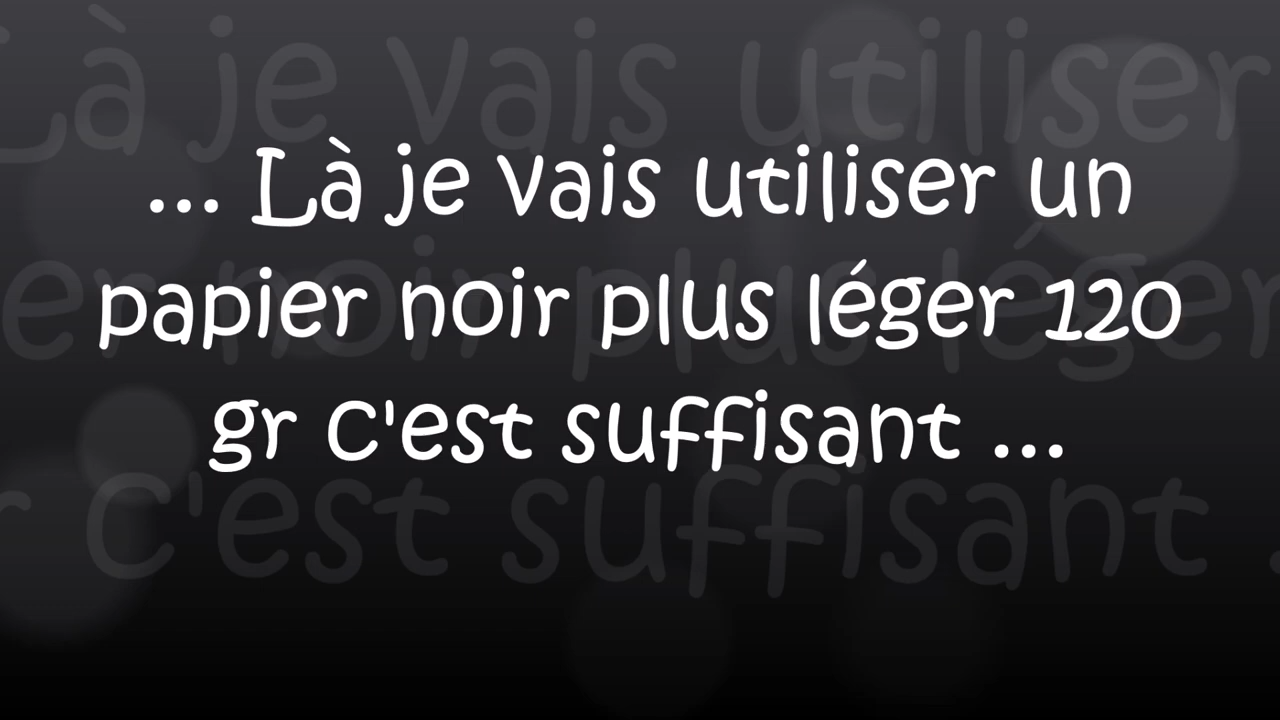 ... Là je vais utiliser un
papier noir plus léger 120
gr c'est suffisant ...